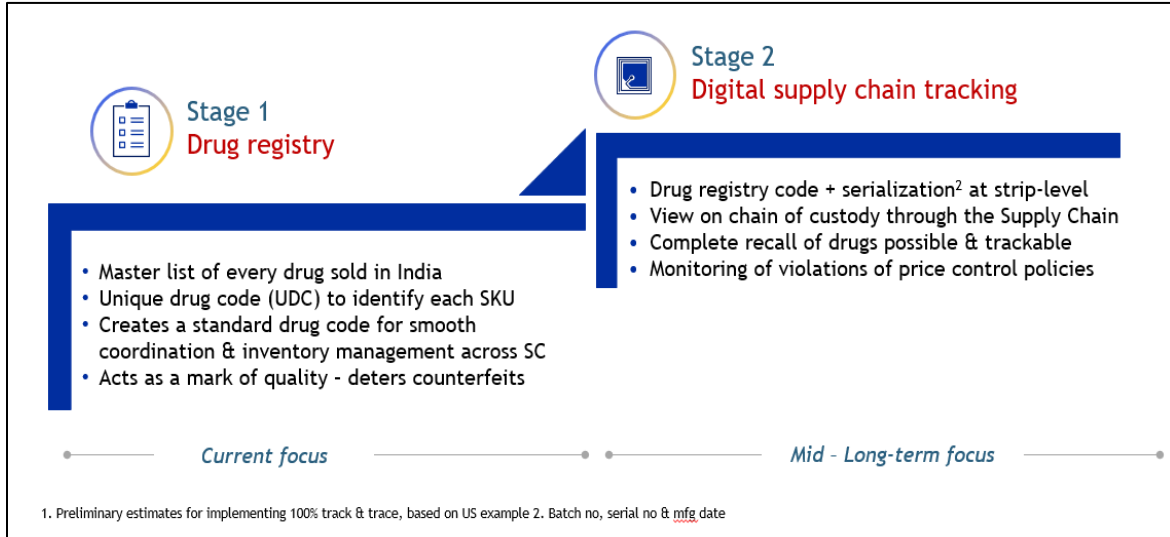 Stage 1
Drug registry
• Master list of every drug sold in India
• Unique drug code (UDC) to identify each SKU
• Creates a standard drug code for smooth
coordination & inventory management across SC
• Acts as a mark of quality - deters counterfeits
Current focus
Stage 2
Digital supply chain tracking
• Drug registry code + serialization² at strip-level
• View on chain of custody through the Supply Chain
• Complete recall of drugs possible & trackable
• Monitoring of violations of price control policies
Mid - Long-term focus
1. Preliminary estimates for implementing 100% track & trace, based on US example 2. Batch no, serial no & mfg date